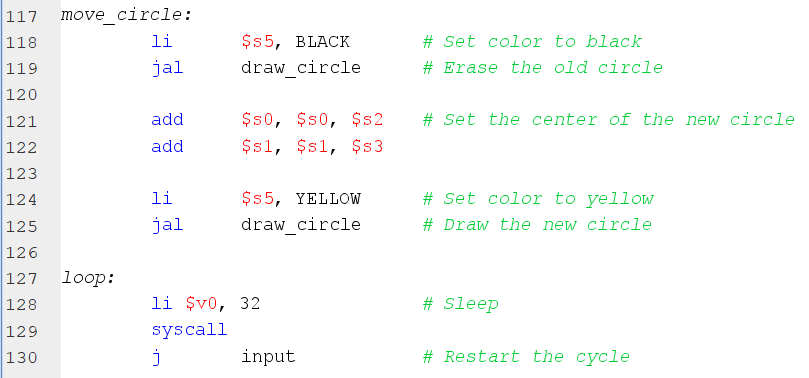 117 move_circle:
118 li $s5, BLACK # Set color to black
119 jal draw_circle # Erase the old circle
120
121 add $s0, $s0, $s2 # Set the center of the new circle
122 add $s1, $s1, $s3
123
124 li $s5, YELLOW # Set color to yellow
125 jal draw_circle # Draw the new circle
126
127 loop:
128 li $v0, 32 # Sleep
129 syscall
130 j input # Restart the cycle